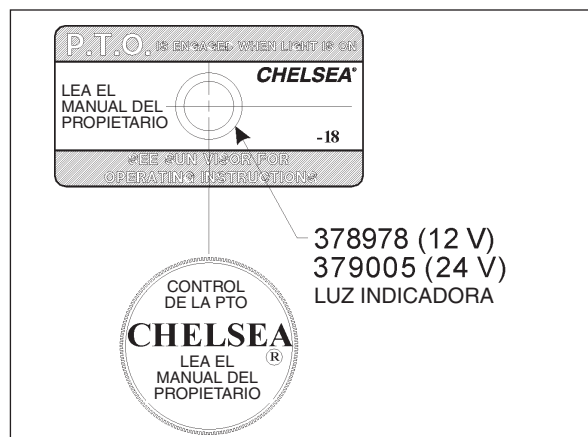 P.T.O. IS ENGAGED WHEN LIGHT IS ON
CHELSEA®
LEA EL
MANUAL DEL
PROPIETARIO
-18
SEE SUN VISOR FOR
OPERATING INSTRUCTIONS
378978 (12 V)
379005 (24 V)
LUZ INDICADORA
CONTROL
DE LA PTO
CHELSEA
®
LEA EL
MANUAL DEL
PROPIETARIO